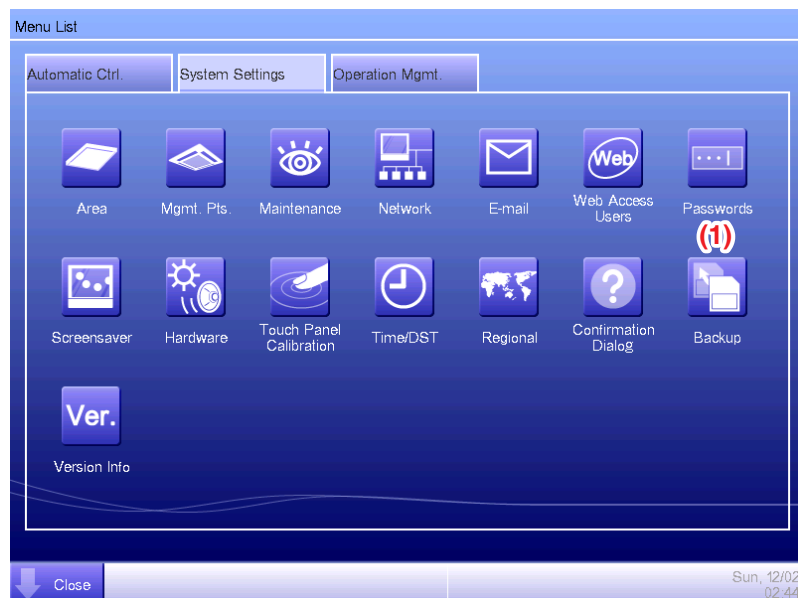 Menu List
Automatic Ctrl.
System Settings
Operation Mgmt.
Web
Area
Mgmt. Pts.
Maintenance
Network
E-mail
Web Access
Users
Passwords
(1)
?
Screensaver
Hardware
Touch Panel
Calibration
Time/DST
Regional
Confirmation
Dialog
Backup
Ver.
Version Info
Close
Sun, 12/02
02:44